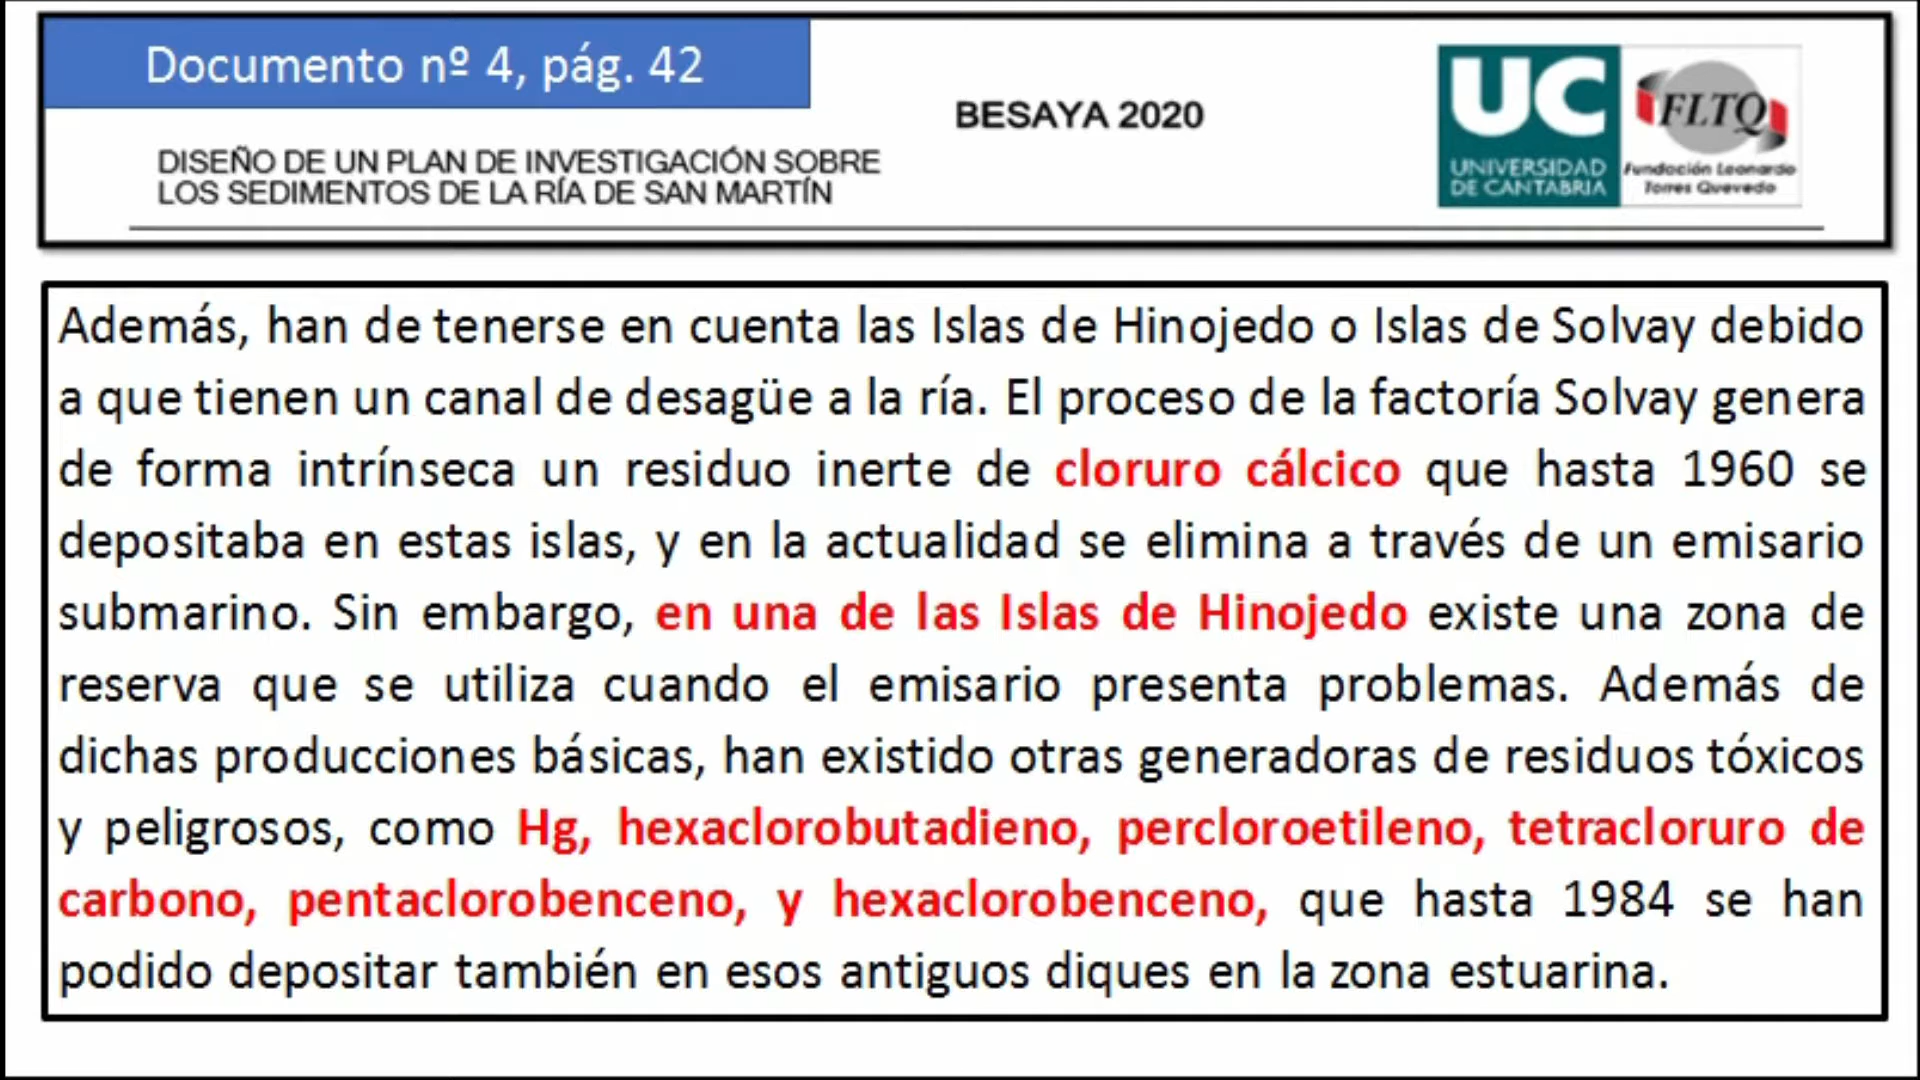 Documento nº 4, pág. 42
BESAYA 2020
DISEÑO DE UN PLAN DE INVESTIGACIÓN SOBRE
LOS SEDIMENTOS DE LA RÍA DE SAN MARTÍN
UC
UNIVERSIDAD
DE CANTABRIA
FLTQ
Fundación Leonardo
Torres Quevedo
Además, han de tenerse en cuenta las Islas de Hinojedo o Islas de Solvay debido
a que tienen un canal de desagüe a la ría. El proceso de la factoría Solvay genera
de forma intrínseca un residuo inerte de cloruro cálcico que hasta 1960 se
depositaba en estas islas, y en la actualidad se elimina a través de un emisario
submarino. Sin embargo, en una de las Islas de Hinojedo existe una zona de
reserva que se utiliza cuando el emisario presenta problemas. Además de
dichas producciones básicas, han existido otras generadoras de residuos tóxicos
y peligrosos, como Hg, hexaclorobutadieno, percloroetileno, tetracloruro de
carbono, pentaclorobenceno, y hexaclorobenceno, que hasta 1984 se han
podido depositar también en esos antiguos diques en la zona estuarina.